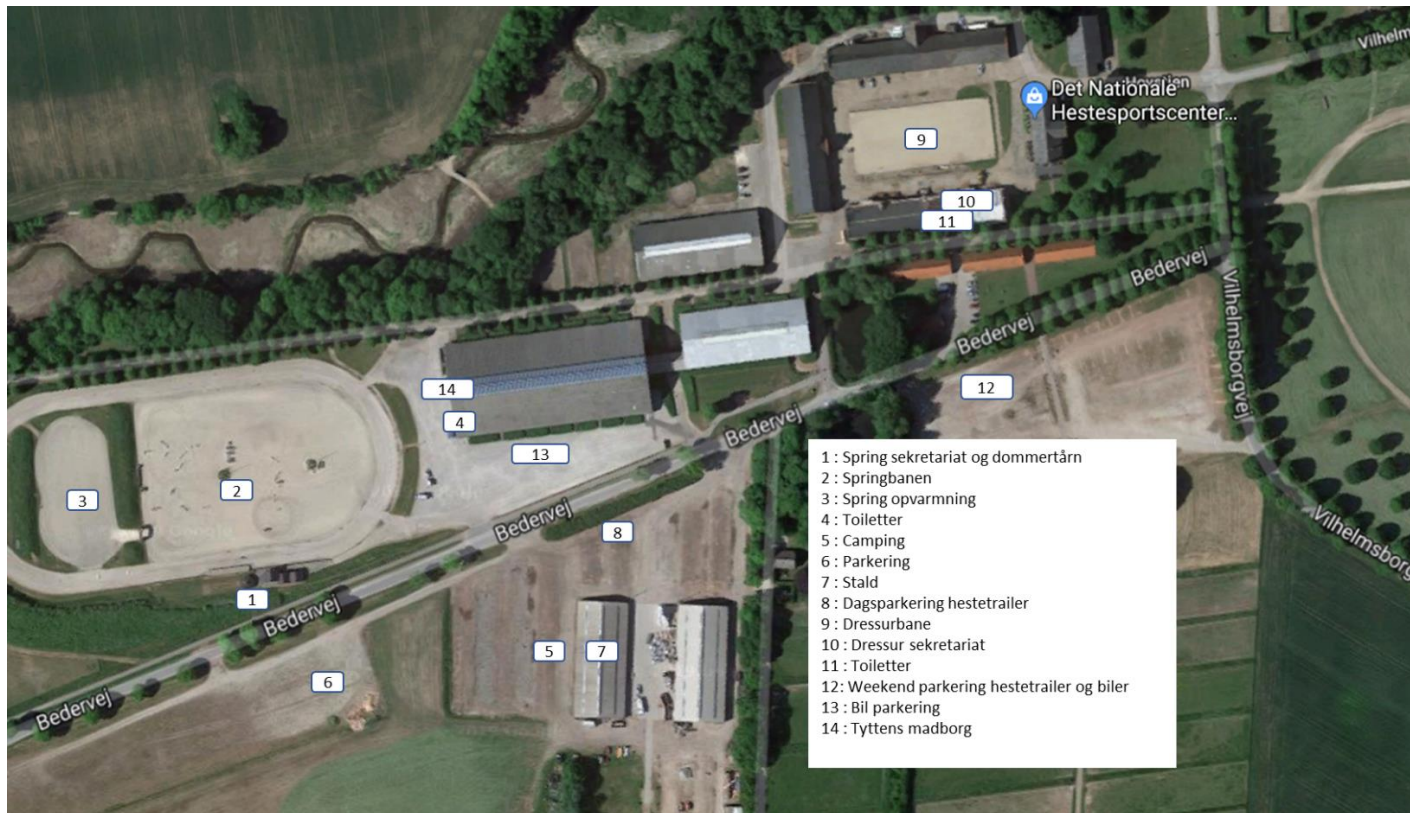 Vilhelm
Det Nationale
Hestesportscenter...
9
10
11
Bedervej
Vilhelmsborgvej
Bedervej
12
14
4
Bedervej
13
2
3
Bedervej
8
Vilhelmsborg
1
Bedervej
5
7
6
Bedervej
1 : Spring sekretariat og dommertårn
2 : Springbanen
3 : Spring opvarmning
4 : Toiletter
5 : Camping
6 : Parkering
7 : Stald
8 : Dagsparkering hestetrailer
9 : Dressurbane
10 : Dressur sekretariat
11 : Toiletter
12: Weekend parkering hestetrailer og biler
13 : Bil parkering
14 : Tyttens madborg